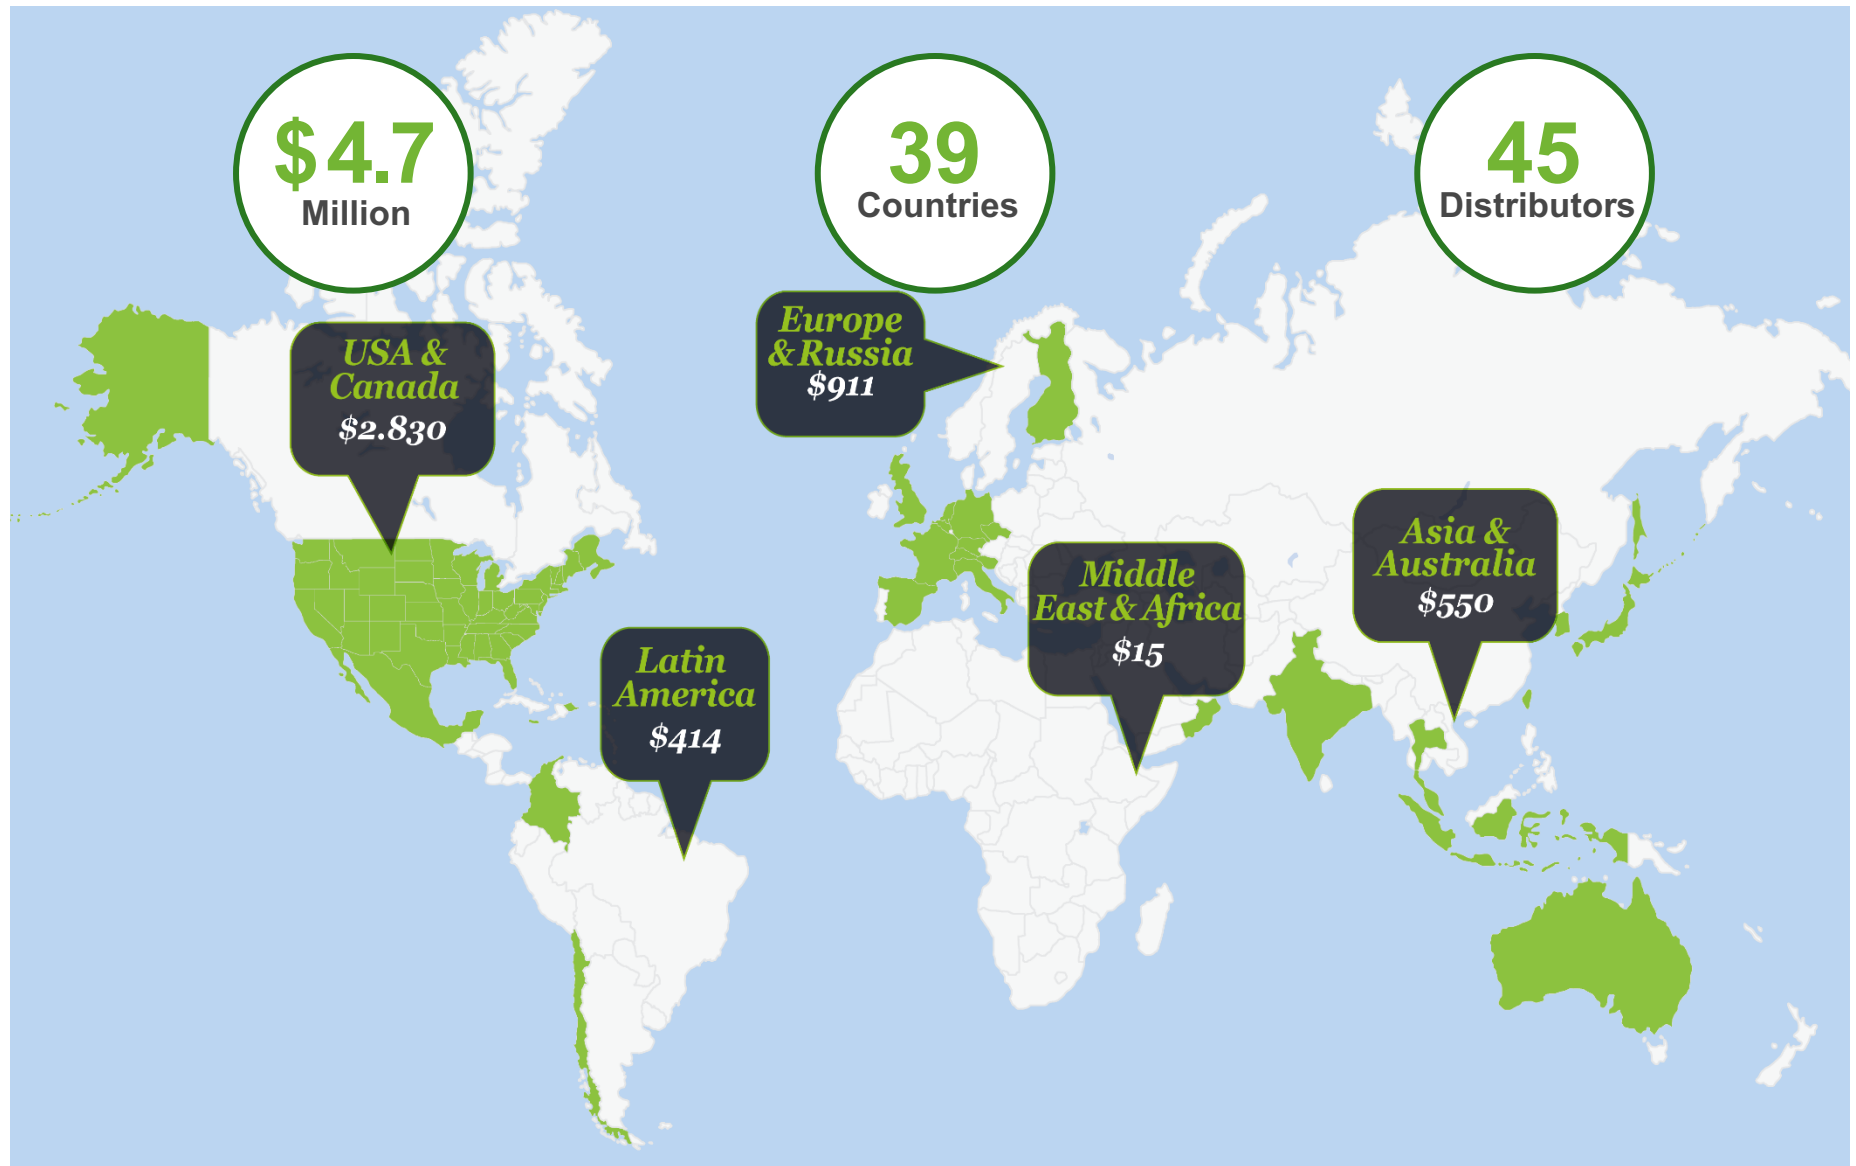 $4.7
Million
39
Countries
45
Distributors
USA &
Canada
$2.830
Europe
& Russia
$911
Latin
America
$414
Middle
East & Africa
$15
Asia &
Australia
$550